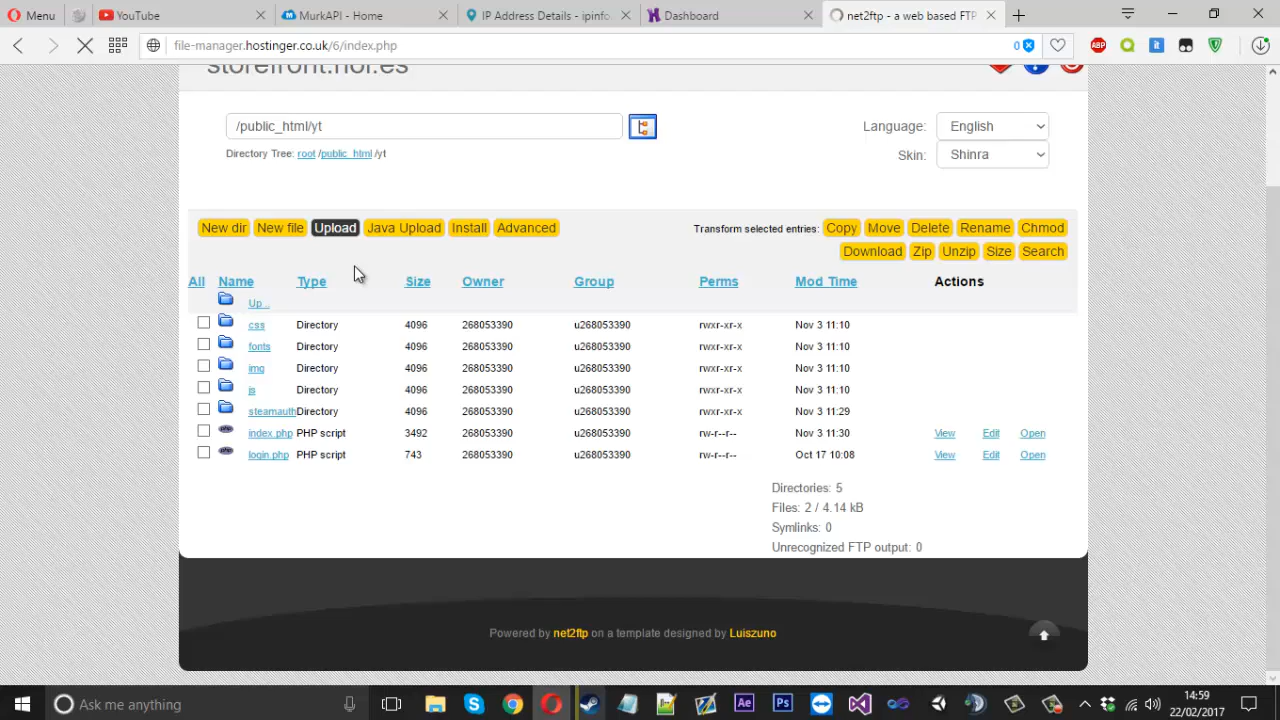 Menu YouTube MurkAPI - Home IP Address Details - ipinfo. Dashboard net2ftp - a web based FTP
file-manager.hostinger.co.uk/6/index.php 0 ABP it
storefront.hol.es
/public_html/yt
Language: English
Directory Tree: root /public_html /yt
Skin: Shinra
New dir New file Upload Java Upload Install Advanced Transform selected entries: Copy Move Delete Rename Chmod
Download Zip Unzip Size Search
All Name Type Size Owner Group Perms Mod Time Actions
Up ..
css Directory 4096 268053390 u268053390 rwxr-xr-x Nov 3 11:10
fonts Directory 4096 268053390 u268053390 rwxr-xr-x Nov 3 11:10
img Directory 4096 268053390 u268053390 rwxr-xr-x Nov 3 11:10
js Directory 4096 268053390 u268053390 rwxr-xr-x Nov 3 11:10
steamauth Directory 4096 268053390 u268053390 rwxr-xr-x Nov 3 11:29
index.php PHP script 3492 268053390 u268053390 rw-r--r-- Nov 3 11:30 View Edit Open
login.php PHP script 743 268053390 u268053390 rw-r--r-- Oct 17 10:08 View Edit Open
Directories: 5
Files: 2 / 4.14 kB
Symlinks: 0
Unrecognized FTP output: 0
Powered by net2ftp on a template designed by Luiszuno
Ask me anything Ae Ps 14:59
22/02/2017